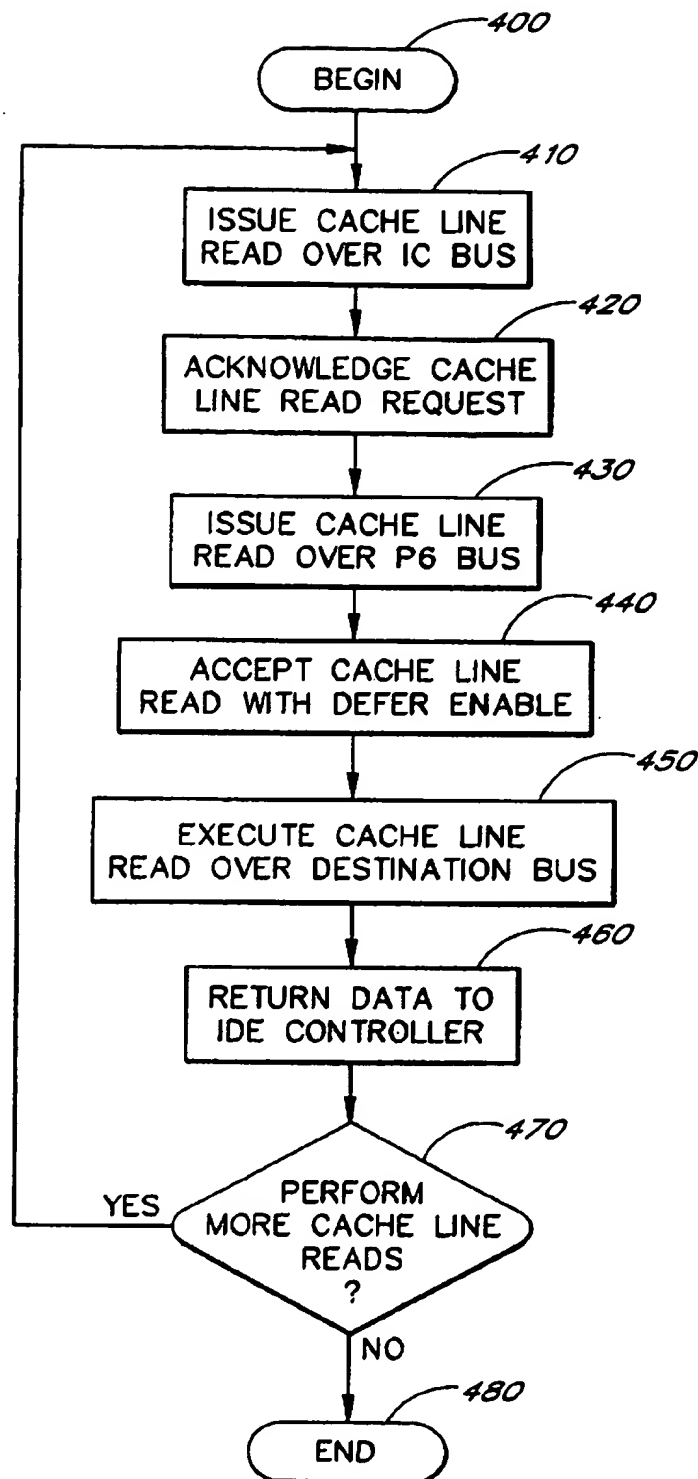 400
BEGIN
410
ISSUE CACHE LINE
READ OVER IC BUS
420
ACKNOWLEDGE CACHE
LINE READ REQUEST
430
ISSUE CACHE LINE
READ OVER P6 BUS
440
ACCEPT CACHE LINE
READ WITH DEFER ENABLE
450
EXECUTE CACHE LINE
READ OVER DESTINATION BUS
460
RETURN DATA TO
IDE CONTROLLER
470
YES
PERFORM
MORE CACHE LINE
READS
?
NO
480
END